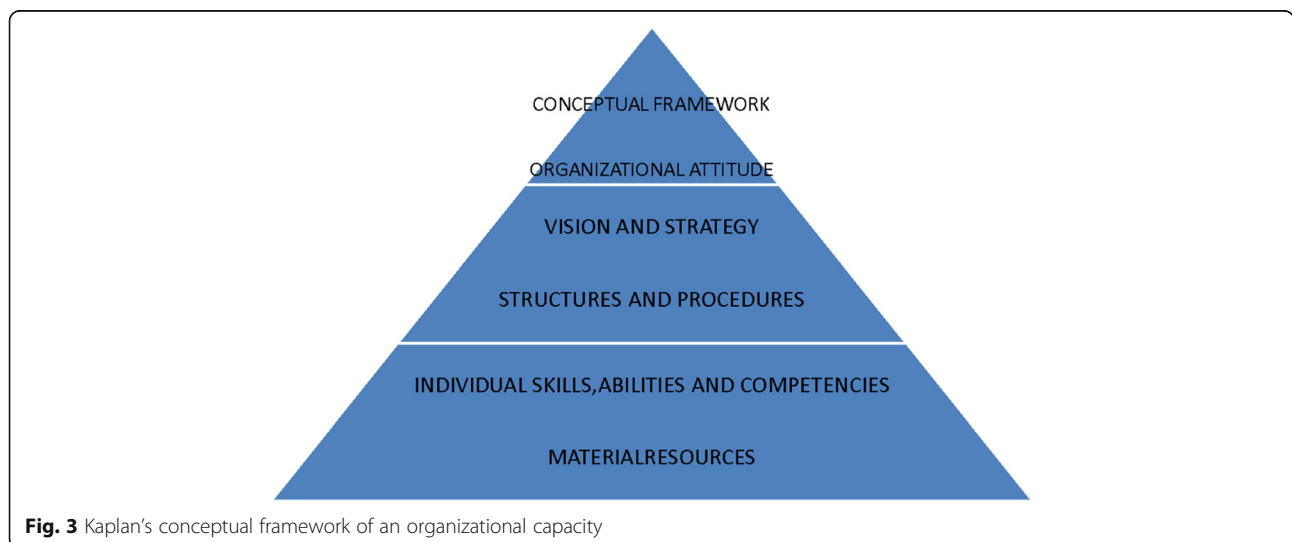 CONCEPTUAL FRAMEWORK
ORGANIZATIONAL ATTITUDE
VISION AND STRATEGY
STRUCTURES AND PROCEDURES
INDIVIDUAL SKILLS,ABILITIES AND COMPETENCIES
MATERIALRESOURCES
Fig. 3 Kaplan's conceptual framework of an organizational capacity